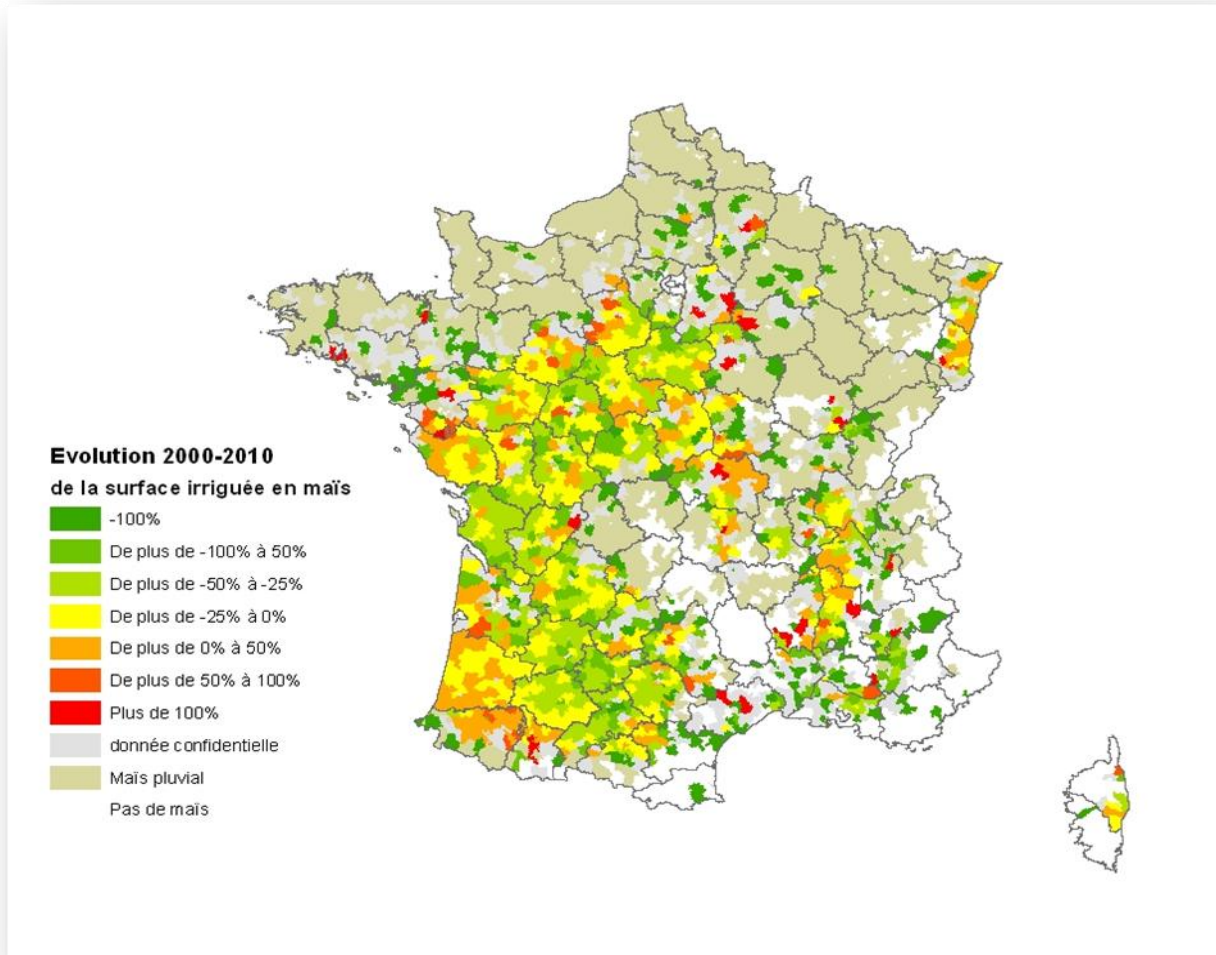 Evolution 2000-2010
de la surface irriguée en maïs
-100%
De plus de -100% à 50%
De plus de -50% à -25%
De plus de -25% à 0%
De plus de 0% à 50%
De plus de 50% à 100%
Plus de 100%
donnée confidentielle
Maïs pluvial
Pas de maïs